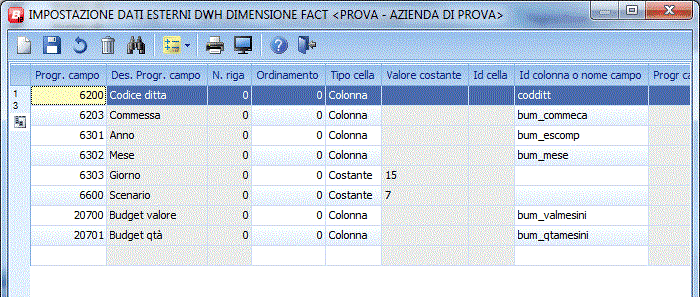 IMPOSTAZIONE DATI ESTERNI DWH DIMENSIONE FACT <PROVA - AZIENDA DI PROVA>
Progr. campo Des. Progr. campo N. riga Ordinamento Tipo cella Valore costante Id cella Id colonna o nome campo Progr ca
1
3
6200 Codice ditta 0 0 Colonna codditt
6203 Commessa 0 0 Colonna bum_commeca
6301 Anno 0 0 Colonna bum_escomp
6302 Mese 0 0 Colonna bum_mese
6303 Giorno 0 0 Costante 15
6600 Scenario 0 0 Costante 7
20700 Budget valore 0 0 Colonna bum_valmesini
20701 Budget qtà 0 0 Colonna bum_qtamesini